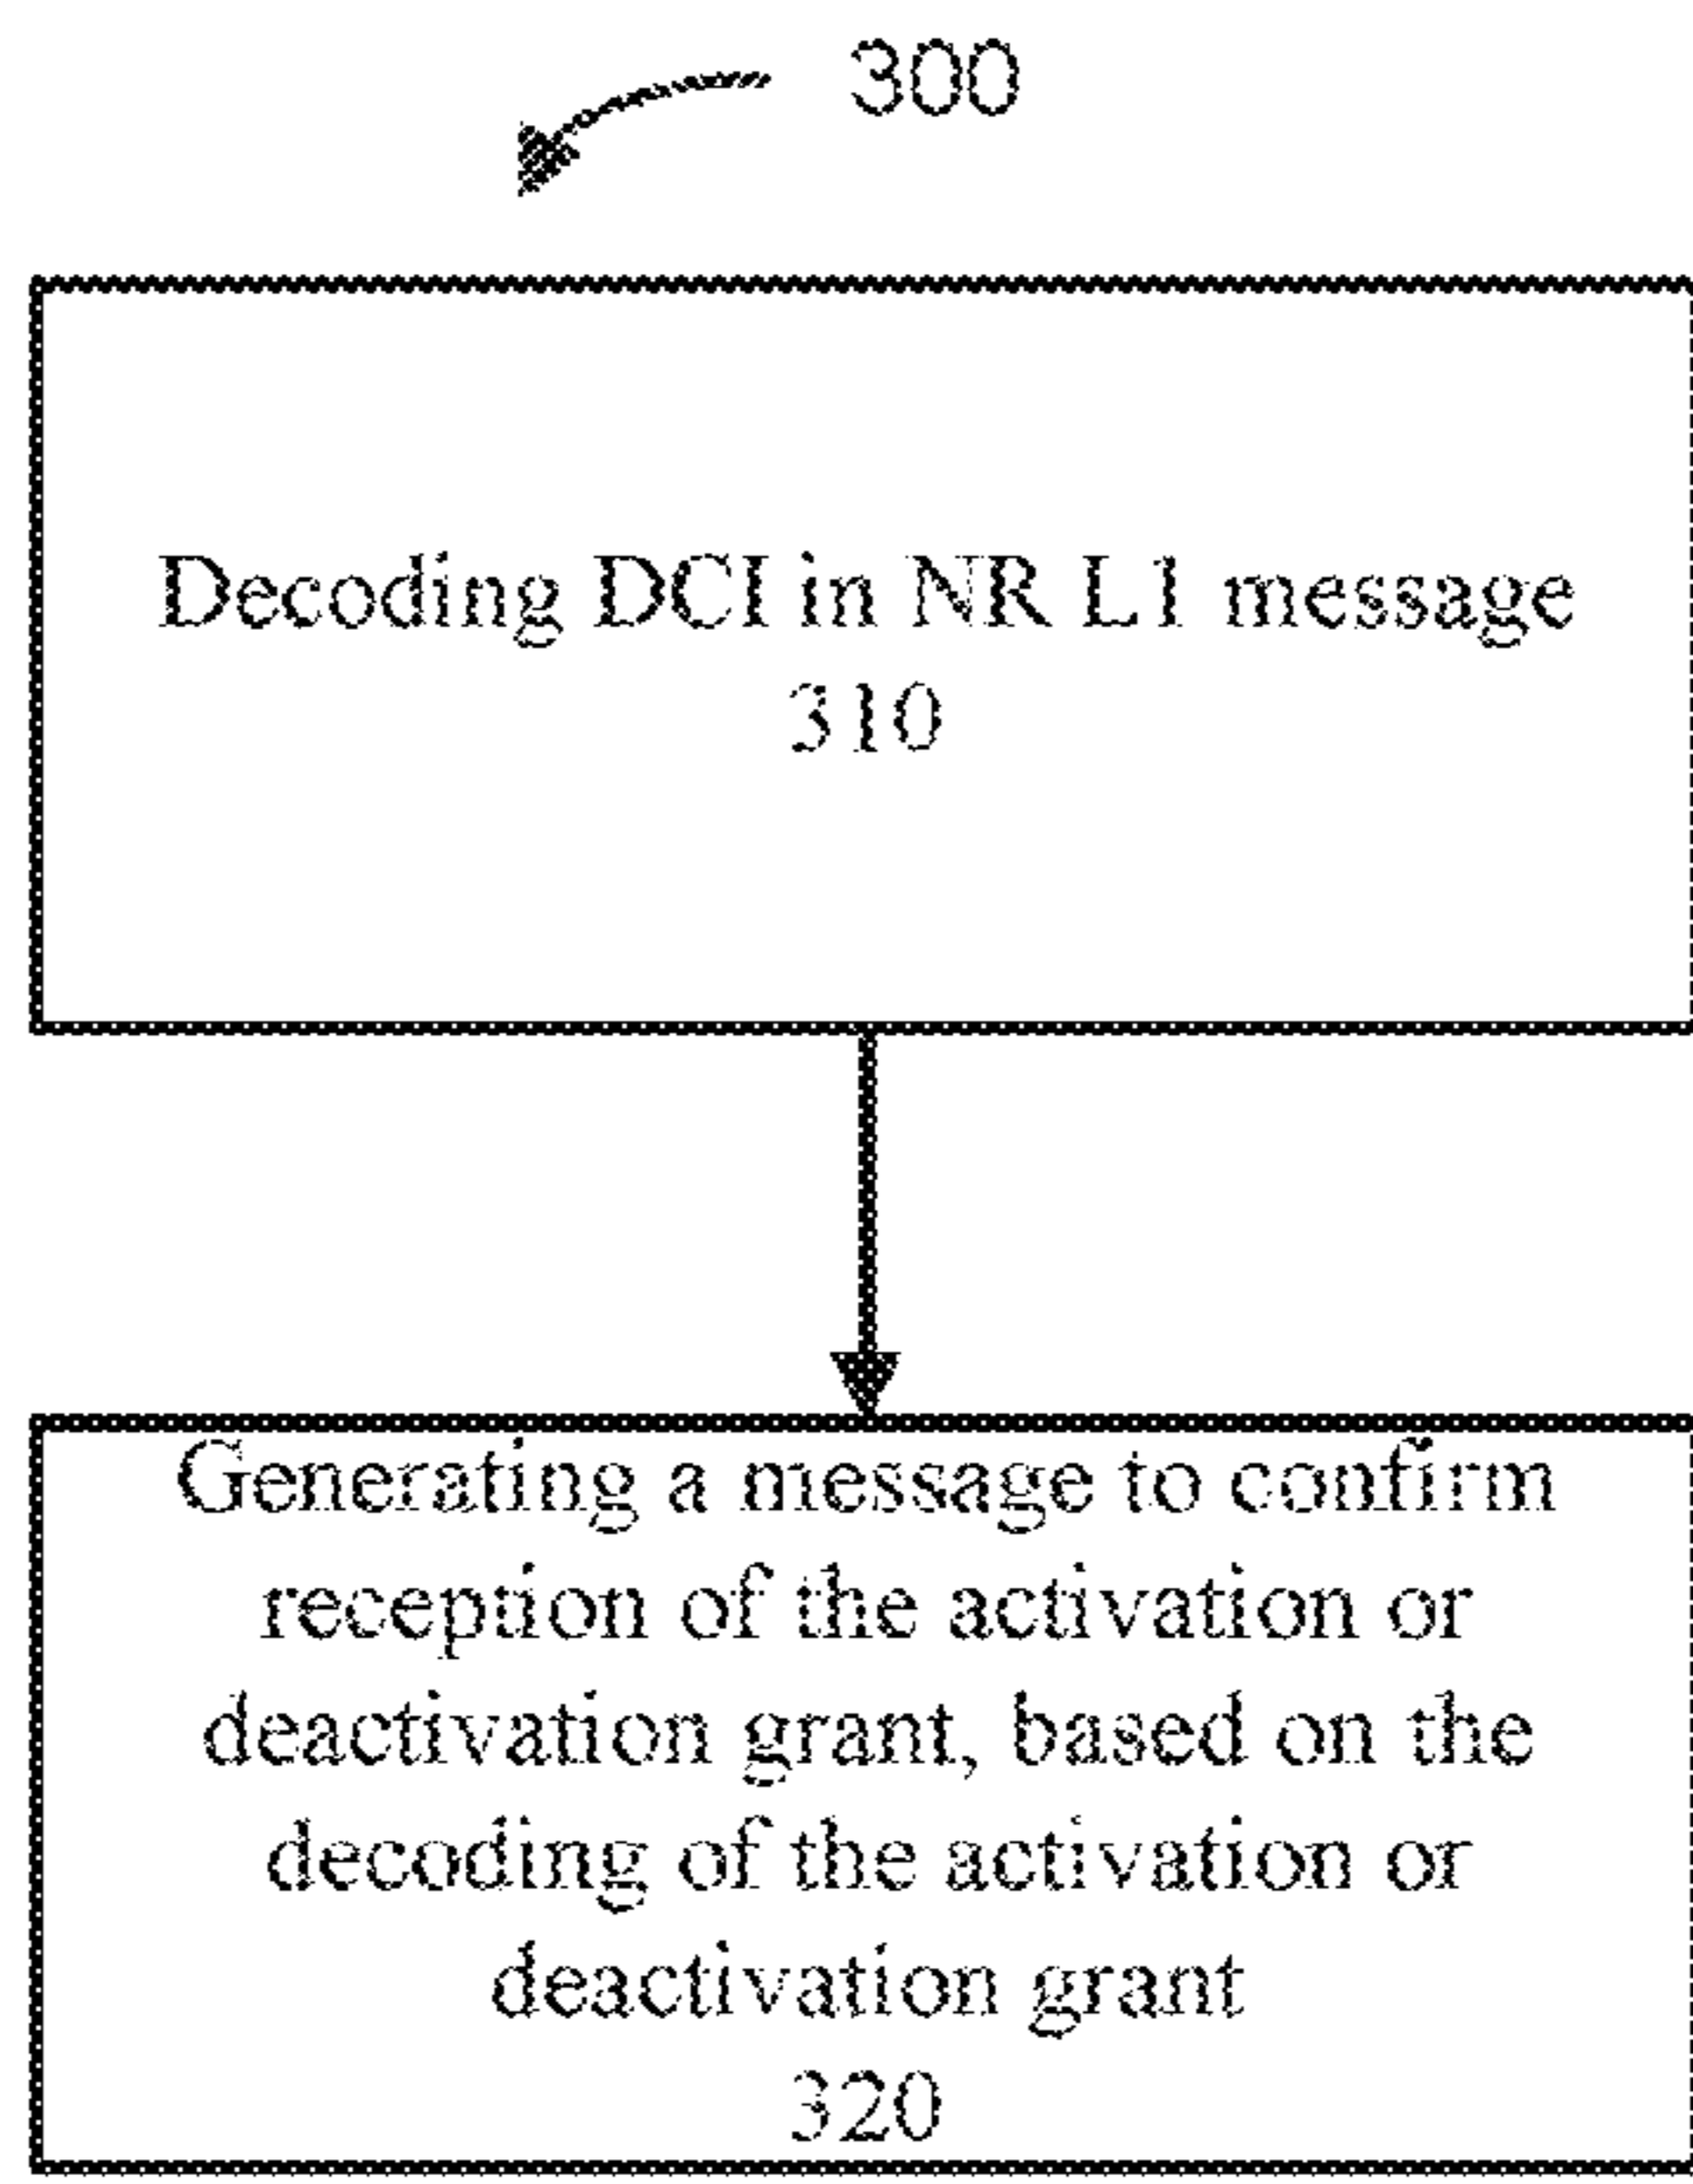 300
Decoding DCI in NR L1 message
310
Generating a message to confirm
reception of the activation or
deactivation grant, based on the
decoding of the activation or
deactivation grant
320